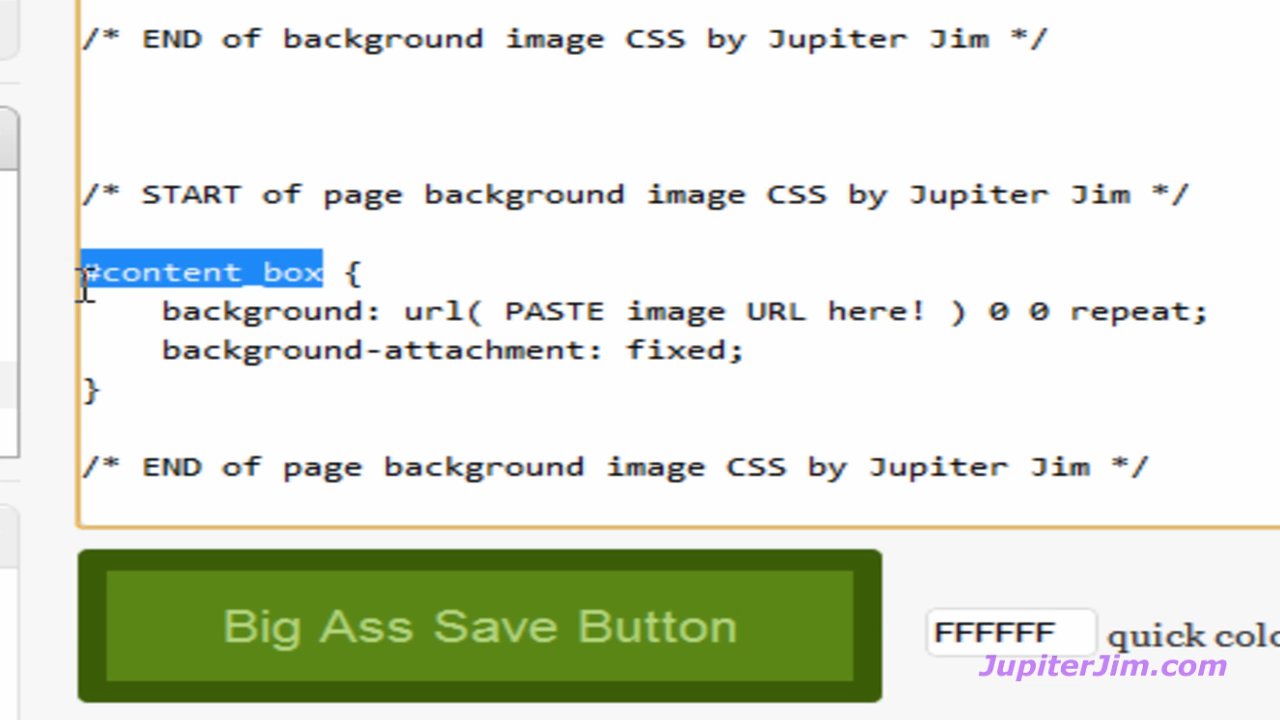 /* END of background image CSS by Jupiter Jim */
/* START of page background image CSS by Jupiter Jim */
#content_box {
background: url( PASTE image URL here! ) 0 0 repeat;
background-attachment: fixed;
}
/* END of page background image CSS by Jupiter Jim */
Big Ass Save Button
FFFFFF quick colo
JupiterJim.com